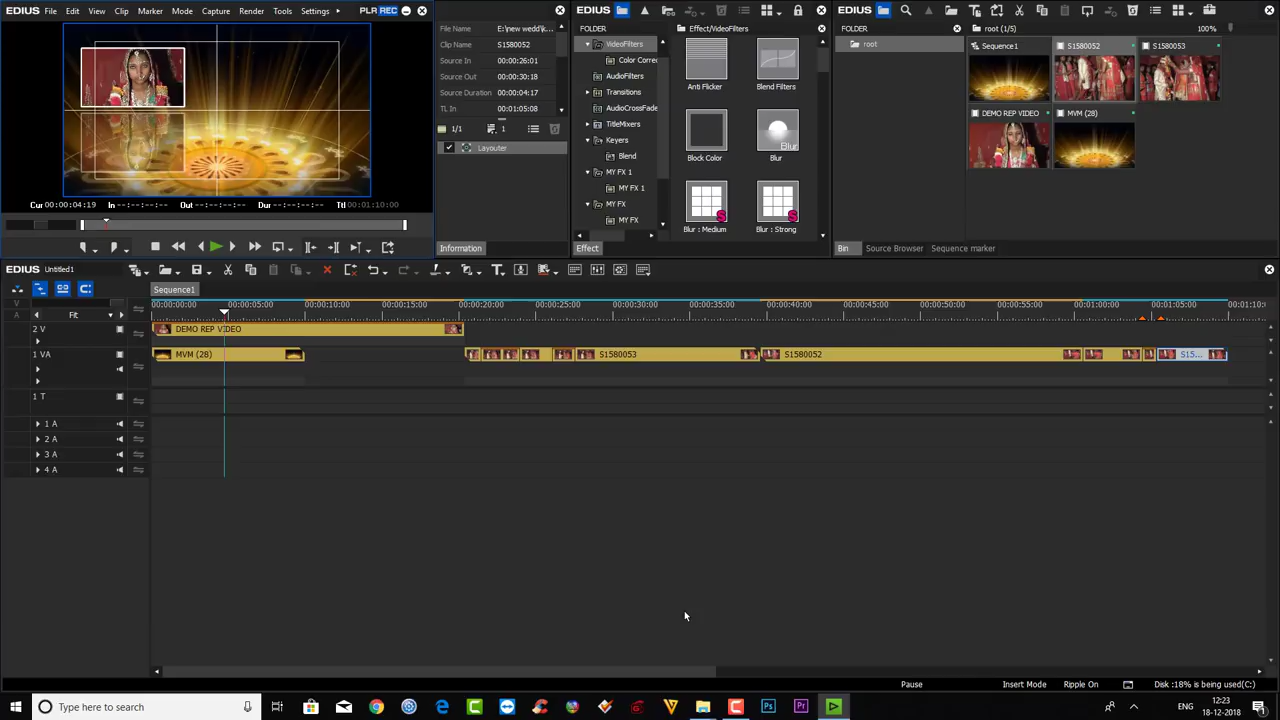 EDIUS File Edit View Clip Marker Mode Capture Render Tools Settings PLR REC
Cur 00:00:04:19 In --:--:--:-- Out --:--:--:-- Dur --:--:--:-- Ttl 00:01:10:00
File Name E:\new wedd\k...
Clip Name S1580052
Source In 00:00:26:01
Source Out 00:00:30:18
Source Duration 00:00:04:17
TL In 00:01:05:08
1/1 1
Layouter
Information
EDIUS
FOLDER
VideoFilters
Color Correc
AudioFilters
Transitions
AudioCrossFade
TitleMixers
Keyers
Blend
MY FX 1
MY FX 1
MY FX
MY FX
Effect
Effect/VideoFilters
Anti Flicker Blend Filters
Blur
Block Color Blur
S S
Blur : Medium Blur : Strong
EDIUS
FOLDER
root
root (1/5) 100%
Sequence1 S1580052 S1580053
DEMO REP VIDEO MVM (28)
Bin Source Browser Sequence marker
EDIUS Untitled1
Sequence1
Fit
00:00:00:00 00:00:05:00 00:00:10:00 00:00:15:00 00:00:20:00 00:00:25:00 00:00:30:00 00:00:35:00 00:00:40:00 00:00:45:00 00:00:50:00 00:00:55:00 00:01:00:00 00:01:05:00 00:01:10:
V
A
2 V DEMO REP VIDEO
1 VA MVM (28) S1580053 S1580052 S15...
1 T
1 A
2 A
3 A
4 A
Pause Insert Mode Ripple On Disk :18% is being used(C:)
Type here to search
Ps Pr
ENG
12:23
18-12-2018